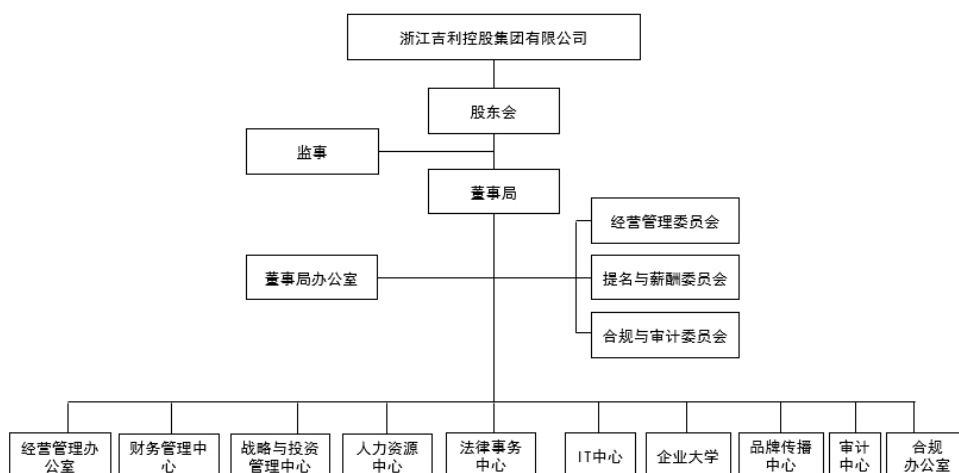 浙江吉利控股集团有限公司
股东会
监事
董事局
经营管理委员会
董事局办公室
提名与薪酬委员会
合规与审计委员会
经营管理办
公室
财务管理中
心
战略与投资
管理中心
人力资源
中心
法律事务
中心
IT中心
企业大学
品牌传播
中心
审计
中心
合规
办公室